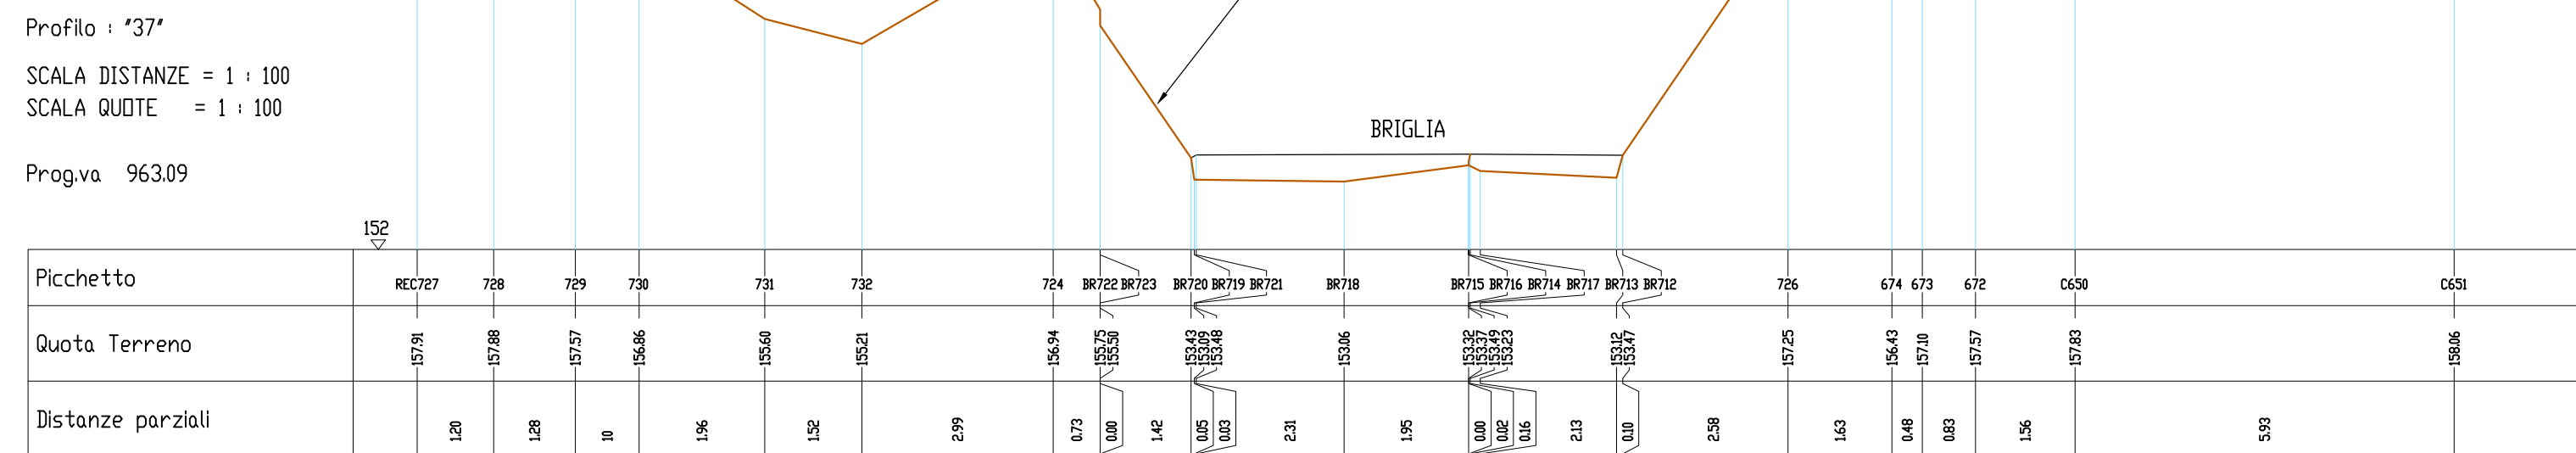 Profilo : "37"
SCALA DISTANZE = 1 : 100
SCALA QUOTE = 1 : 100
BRIGLIA
Prog.va 963.09
152
Picchetto REC727 728 729 730 731 732 724 BR722 BR723 BR720 BR719 BR721 BR718 BR715 BR716 BR714 BR717 BR713 BR712 726 674 673 672 C650 C651
Quota Terreno 157.91 157.88 157.57 156.86 155.60 155.21 156.94 155.75 155.50 153.43 153.09 153.48 153.06 153.32 153.37 153.49 153.23 153.12 153.47 157.25 156.43 157.10 157.57 157.83 158.06
Distanze parziali 1.20 1.28 10 1.96 1.52 2.99 0.73 0.00 1.42 0.05 0.03 2.31 1.95 0.00 0.02 0.16 2.13 0.10 2.58 1.63 0.48 0.83 1.56 5.93